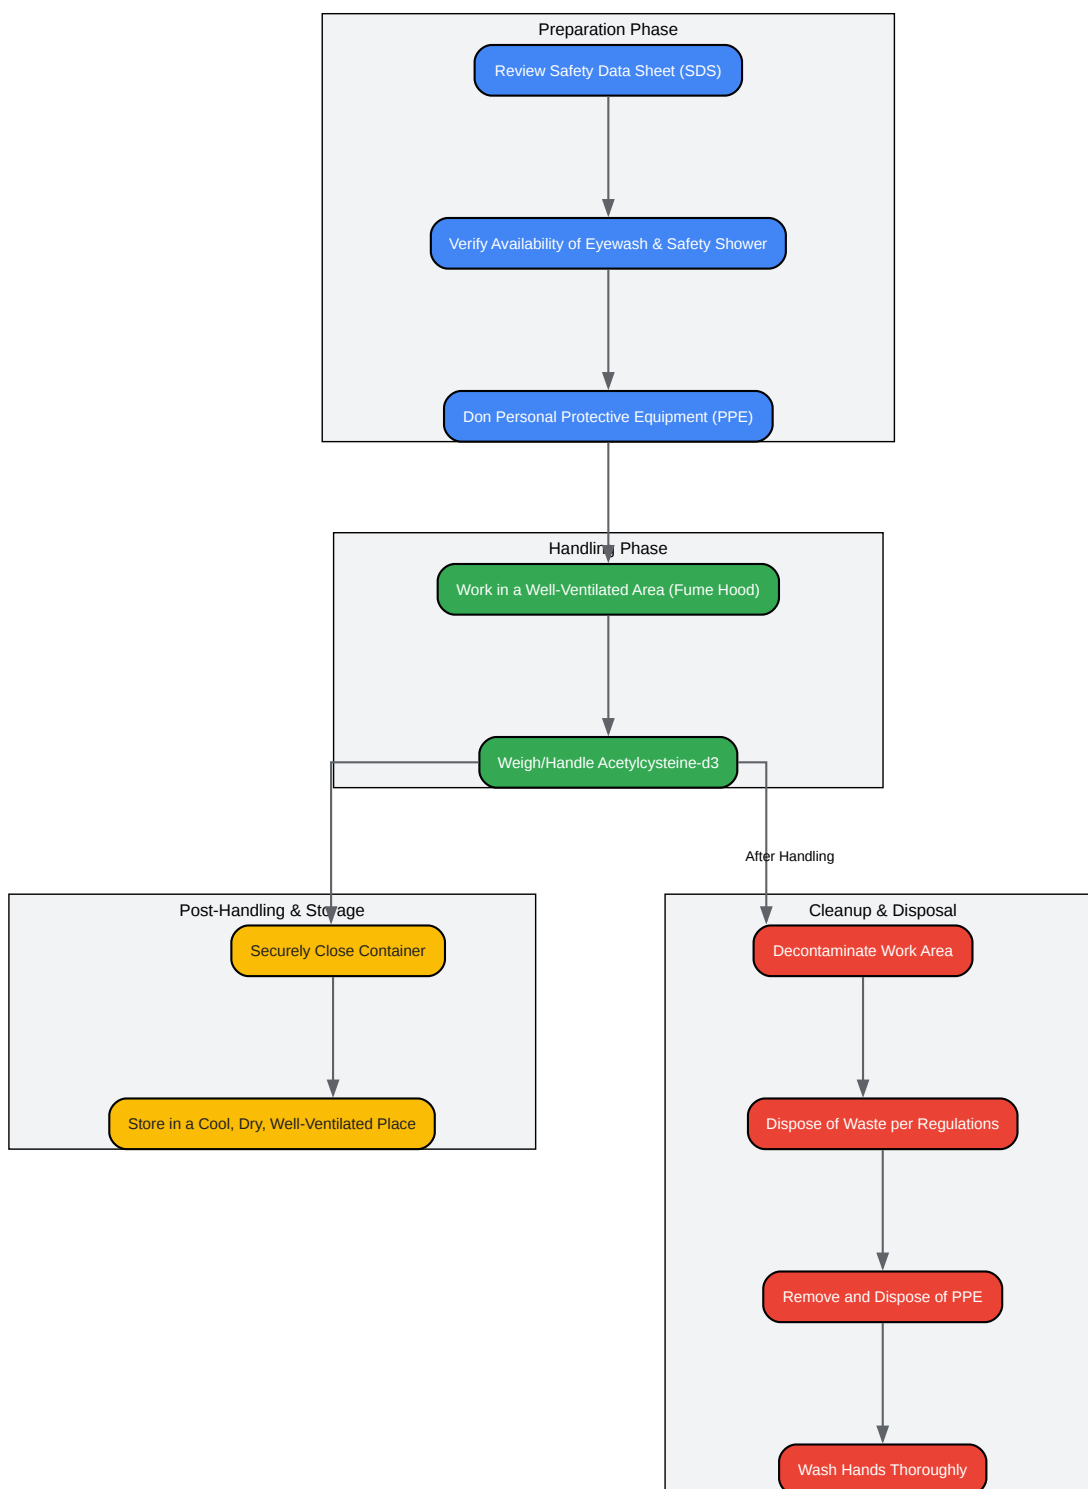 Preparation Phase
Review Safety Data Sheet (SDS)
Verify Availability of Eyewash & Safety Shower
Don Personal Protective Equipment (PPE)
Handling Phase
Work in a Well-Ventilated Area (Fume Hood)
Weigh/Handle Acetylcysteine-d3
After Handling
Post-Handling & Storage
Securely Close Container
Store in a Cool, Dry, Well-Ventilated Place
Cleanup & Disposal
Decontaminate Work Area
Dispose of Waste per Regulations
Remove and Dispose of PPE
Wash Hands Thoroughly